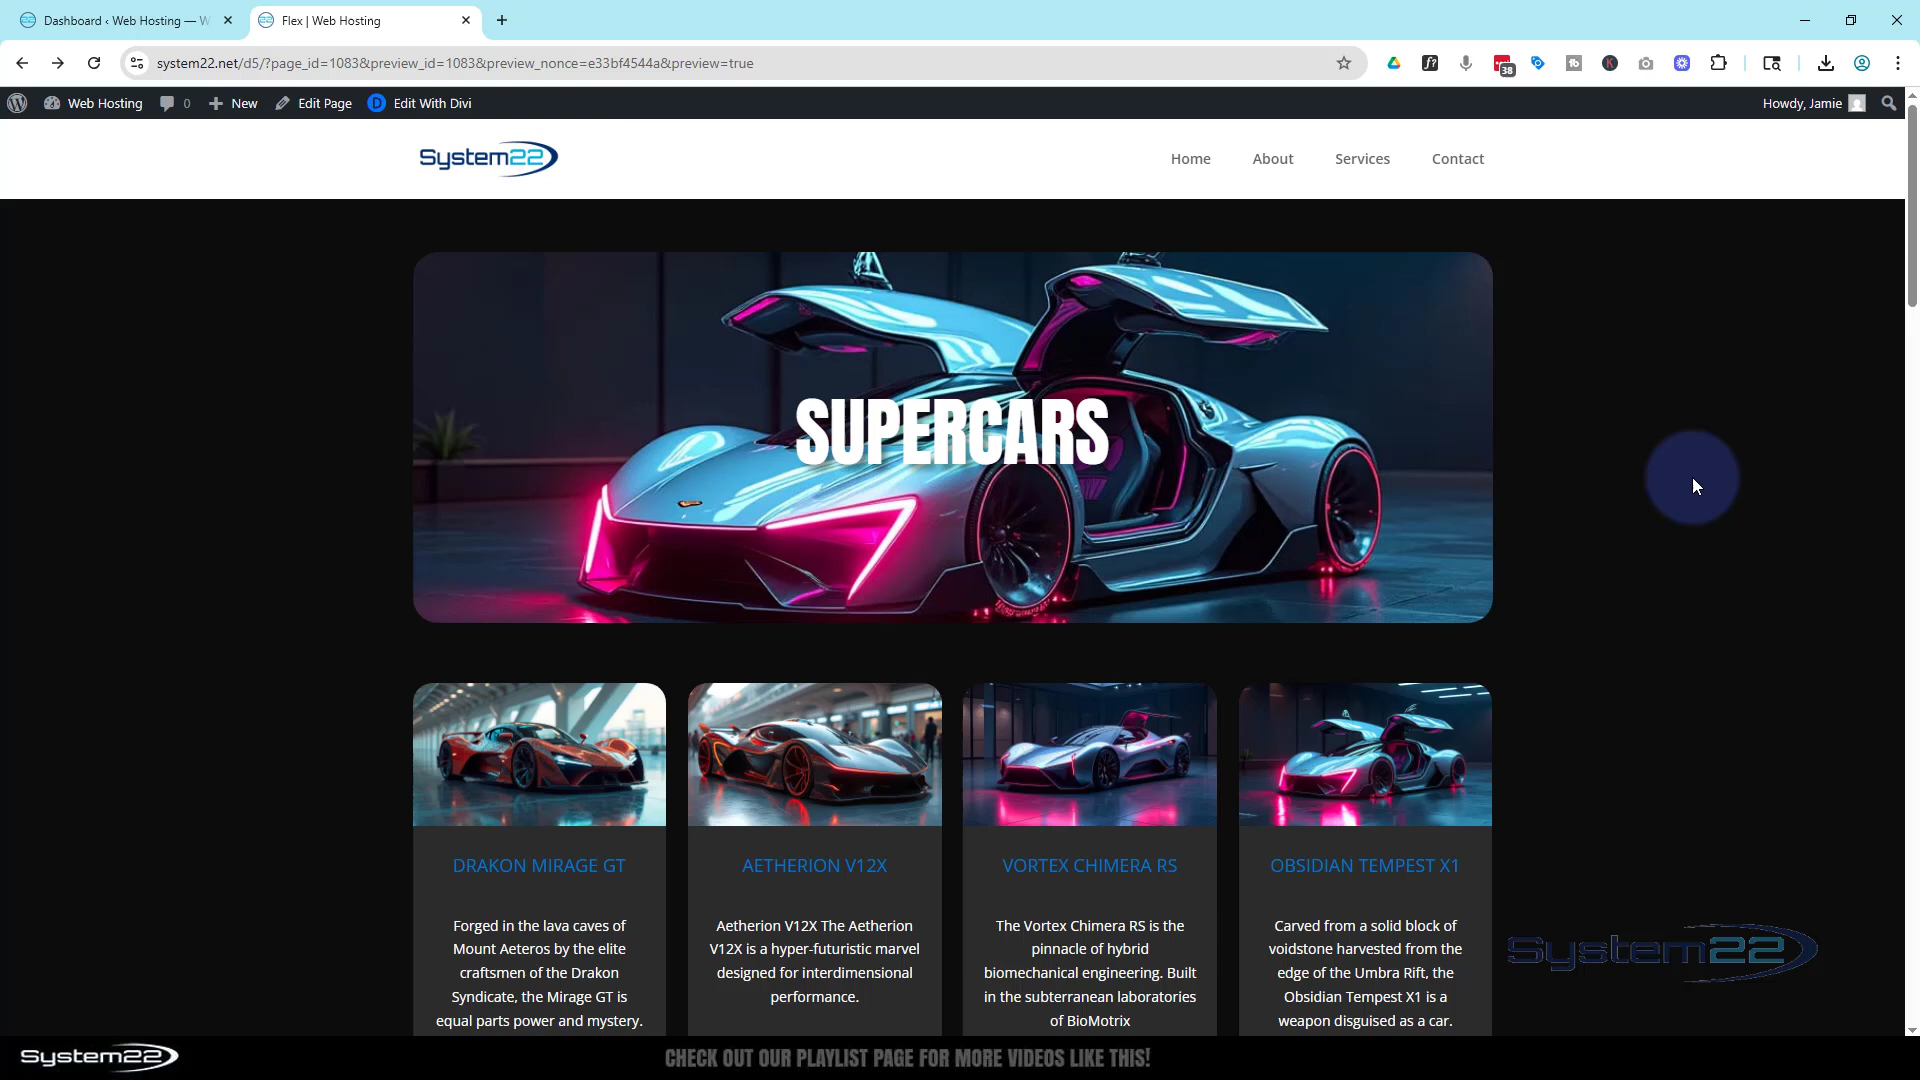 Dashboard ‹ Web Hosting — W
Flex | Web Hosting
system22.net/d5/?page_id=1083&preview_id=1083&preview_nonce=e33bf4544a&preview=true
38
Web Hosting
0
New
Edit Page
D
Edit With Divi
Howdy, Jamie
System22
Home
About
Services
Contact
SUPERCARS
DRAKON MIRAGE GT
Forged in the lava caves of
Mount Aeteros by the elite
craftsmen of the Drakon
Syndicate, the Mirage GT is
equal parts power and mystery.
AETHERION V12X
Aetherion V12X The Aetherion
V12X is a hyper-futuristic marvel
designed for interdimensional
performance.
VORTEX CHIMERA RS
The Vortex Chimera RS is the
pinnacle of hybrid
biomechanical engineering. Built
in the subterranean laboratories
of BioMotrix
OBSIDIAN TEMPEST X1
Carved from a solid block of
voidstone harvested from the
edge of the Umbra Rift, the
Obsidian Tempest X1 is a
weapon disguised as a car.
System22
System22
CHECK OUT OUR PLAYLIST PAGE FOR MORE VIDEOS LIKE THIS!